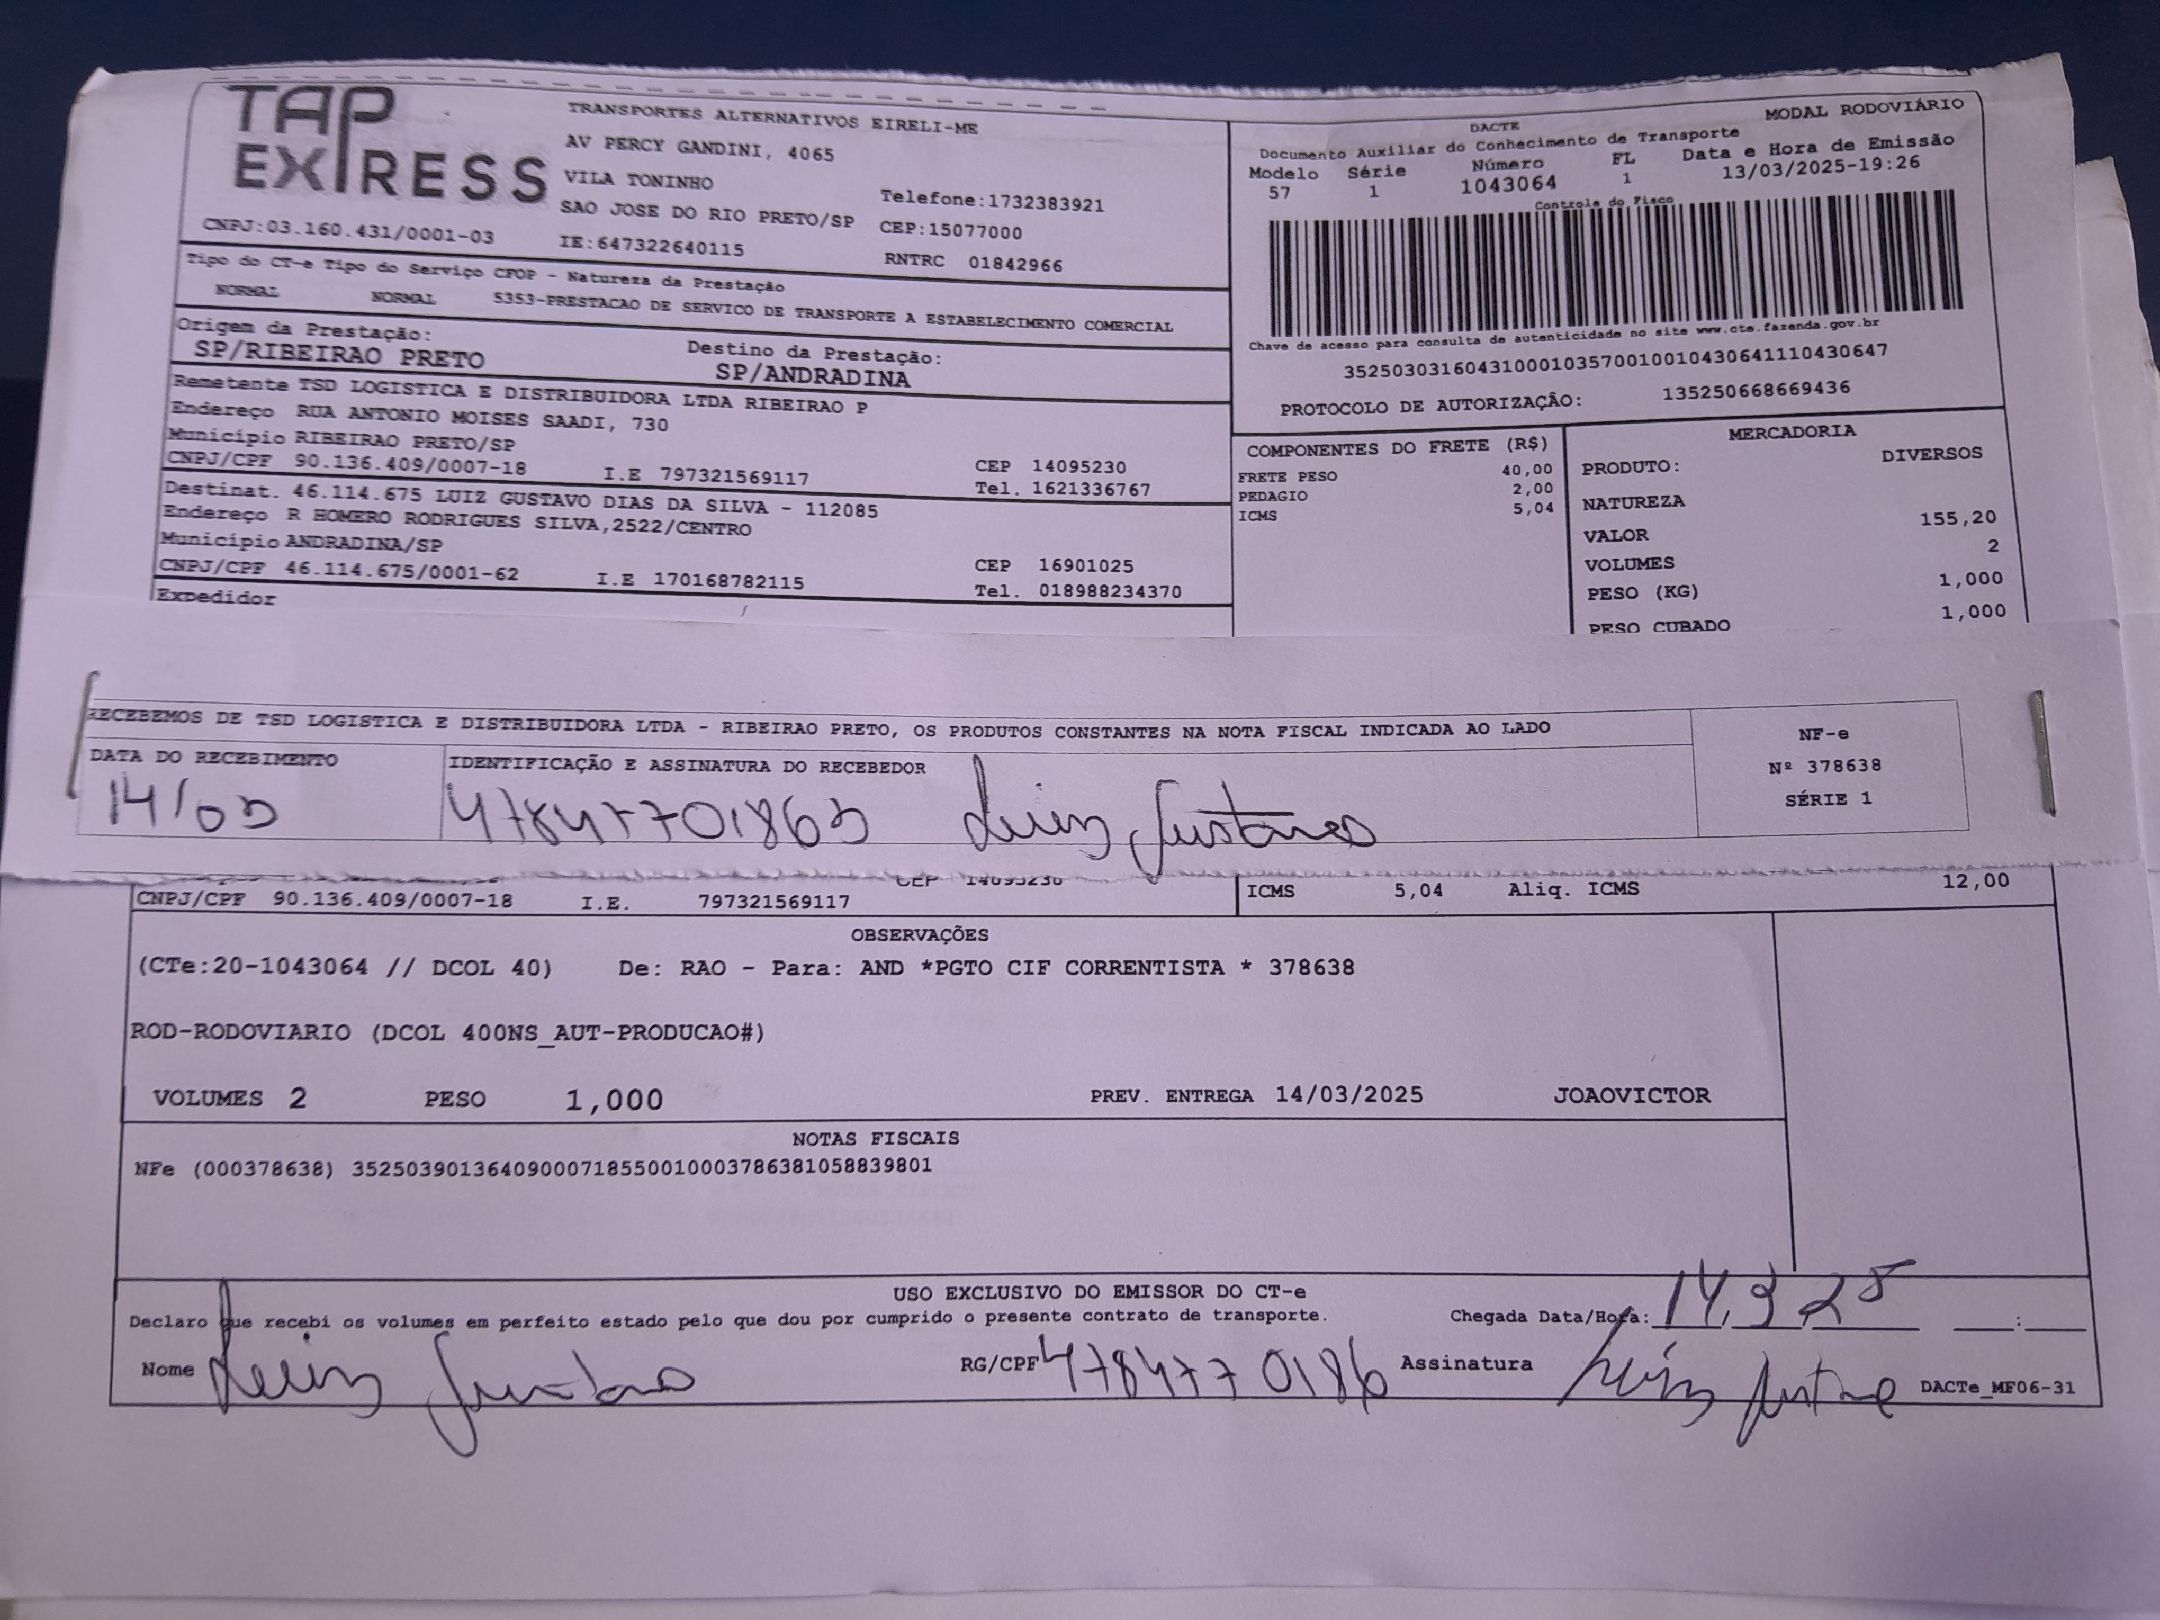 TAP EXPRESS
TRANSPORTES ALTERNATIVOS EIRELI-ME
AV PERCY GANDINI, 4065
VILA TONINHO
Telefone:1732383921
SAO JOSE DO RIO PRETO/SP CEP:15077000
CNPJ:03.160.431/0001-03 IE:647322640115 RNTRC 01842966
Tipo do CT-e Tipo do Serviço CFOP - Natureza da Prestação
NORMAL NORMAL 5353-PRESTACAO DE SERVICO DE TRANSPORTE A ESTABELECIMENTO COMERCIAL
Origem da Prestação: Destino da Prestação:
SP/RIBEIRAO PRETO SP/ANDRADINA
Remetente TSD LOGISTICA E DISTRIBUIDORA LTDA RIBEIRAO P
Endereço RUA ANTONIO MOISES SAADI, 730
Município RIBEIRAO PRETO/SP CEP 14095230
CNPJ/CPF 90.136.409/0007-18 I.E 797321569117 Tel. 1621336767
Destinat. 46.114.675 LUIZ GUSTAVO DIAS DA SILVA - 112085
Endereço R HOMERO RODRIGUES SILVA,2522/CENTRO
Município ANDRADINA/SP CEP 16901025
CNPJ/CPF 46.114.675/0001-62 I.E 170168782115 Tel. 018988234370
Expedidor
DACTE MODAL RODOVIÁRIO
Documento Auxiliar do Conhecimento de Transporte
Modelo Série Número FL Data e Hora de Emissão
57 1 1043064 1 13/03/2025-19:26
Controle do Fisco
Chave de acesso para consulta de autenticidade no site www.cte.fazenda.gov.br
35250303160431000103570010010430641110430647
PROTOCOLO DE AUTORIZAÇÃO: 135250668669436
COMPONENTES DO FRETE (R$)
FRETE PESO 40,00
PEDAGIO 2,00
ICMS 5,04
MERCADORIA
PRODUTO: DIVERSOS
NATUREZA
VALOR 155,20
VOLUMES 2
PESO (KG) 1,000
PESO CUBADO 1,000
RECEBEMOS DE TSD LOGISTICA E DISTRIBUIDORA LTDA - RIBEIRAO PRETO, OS PRODUTOS CONSTANTES NA NOTA FISCAL INDICADA AO LADO
DATA DO RECEBIMENTO IDENTIFICAÇÃO E ASSINATURA DO RECEBEDOR
14/03 47847701863 Luiz Gustavo
NF-e
Nº 378638
SÉRIE 1
CEP 14095230
CNPJ/CPF 90.136.409/0007-18 I.E. 797321569117
ICMS 5,04 Aliq. ICMS 12,00
OBSERVAÇÕES
(CTe:20-1043064 // DCOL 40) De: RAO - Para: AND *PGTO CIF CORRENTISTA * 378638
ROD-RODOVIARIO (DCOL 400NS_AUT-PRODUCAO#)
VOLUMES 2 PESO 1,000 PREV. ENTREGA 14/03/2025 JOAOVICTOR
NOTAS FISCAIS
NFe (000378638) 35250390136409000718550010003786381058839801
USO EXCLUSIVO DO EMISSOR DO CT-e
Declaro que recebi os volumes em perfeito estado pelo que dou por cumprido o presente contrato de transporte. Chegada Data/Hora: 14 3 25 :
Nome Luiz Gustavo RG/CPF 4784770186 Assinatura Luiz Gustavo DACTe_MF06-31